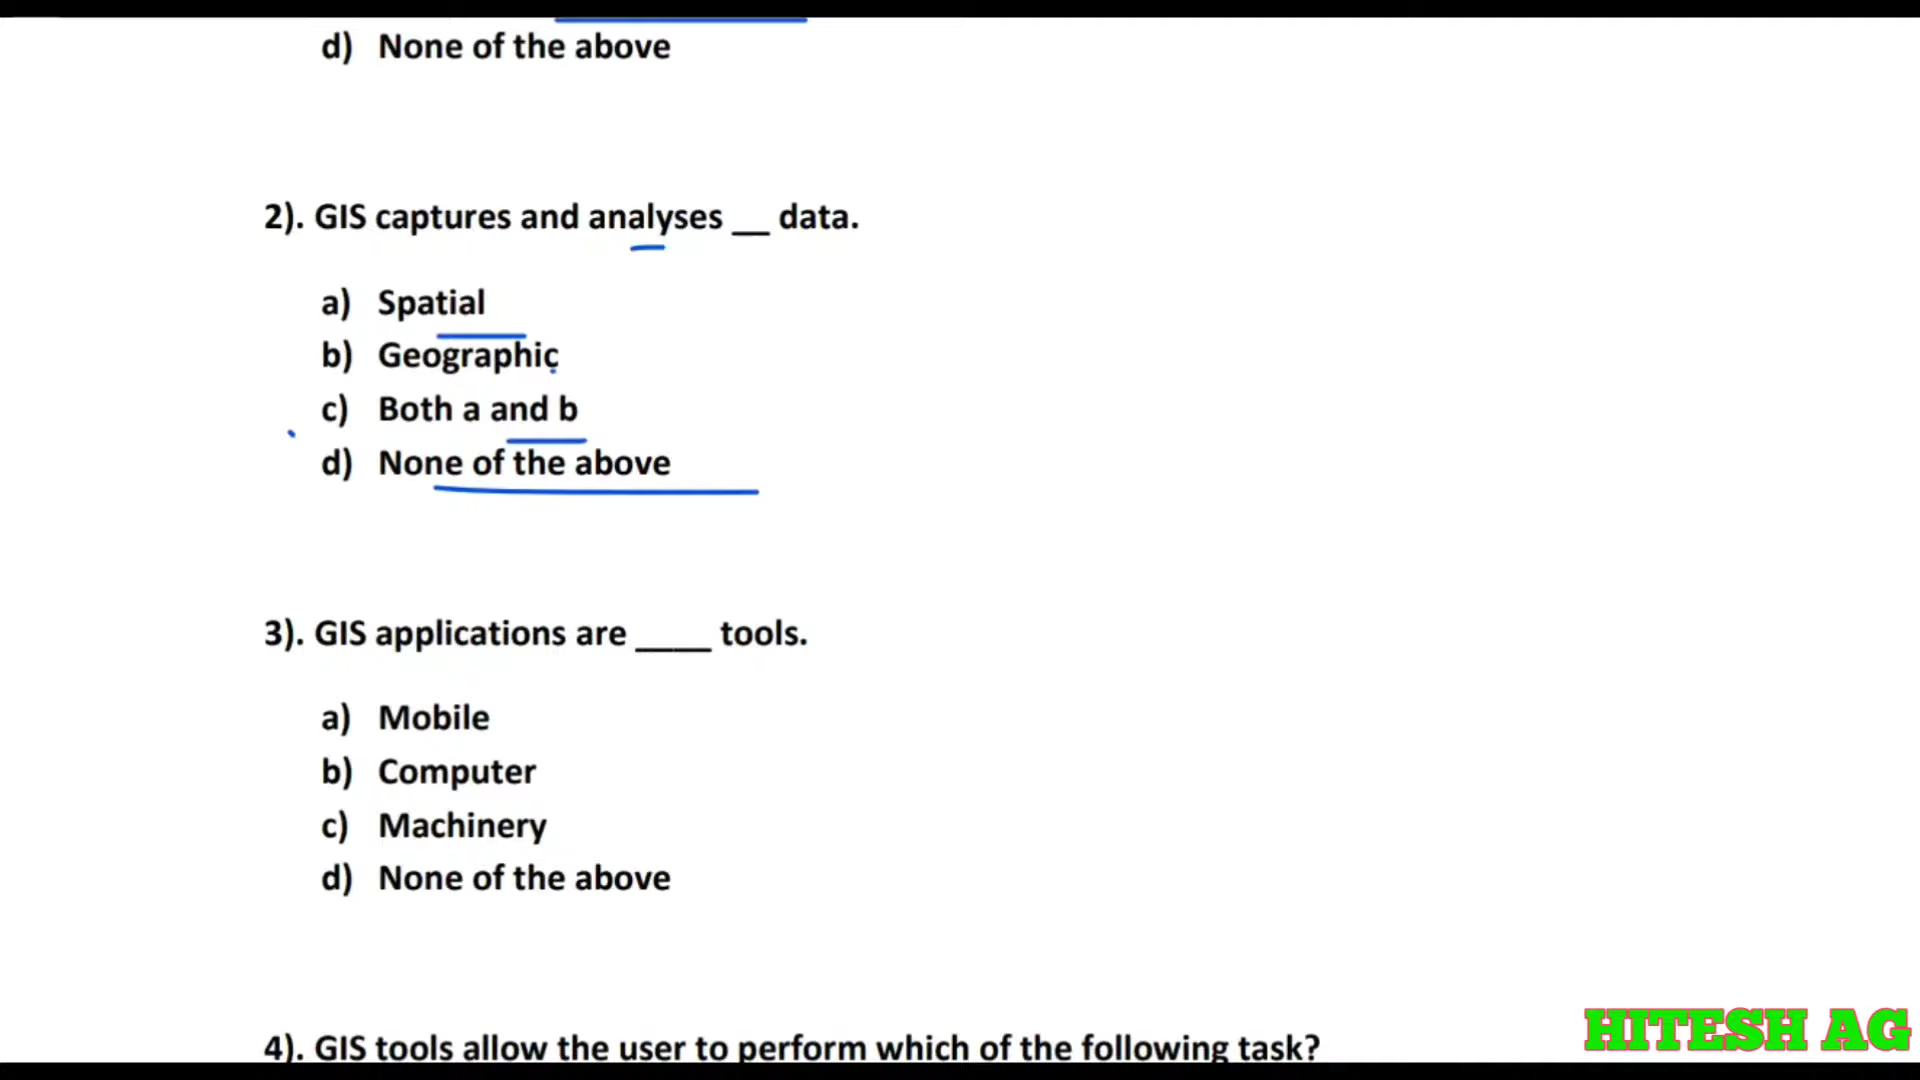 d) None of the above
2). GIS captures and analyses __ data.
a) Spatial
b) Geographic
c) Both a and b
d) None of the above
3). GIS applications are ____ tools.
a) Mobile
b) Computer
c) Machinery
d) None of the above
4). GIS tools allow the user to perform which of the following task?
HITESH AG